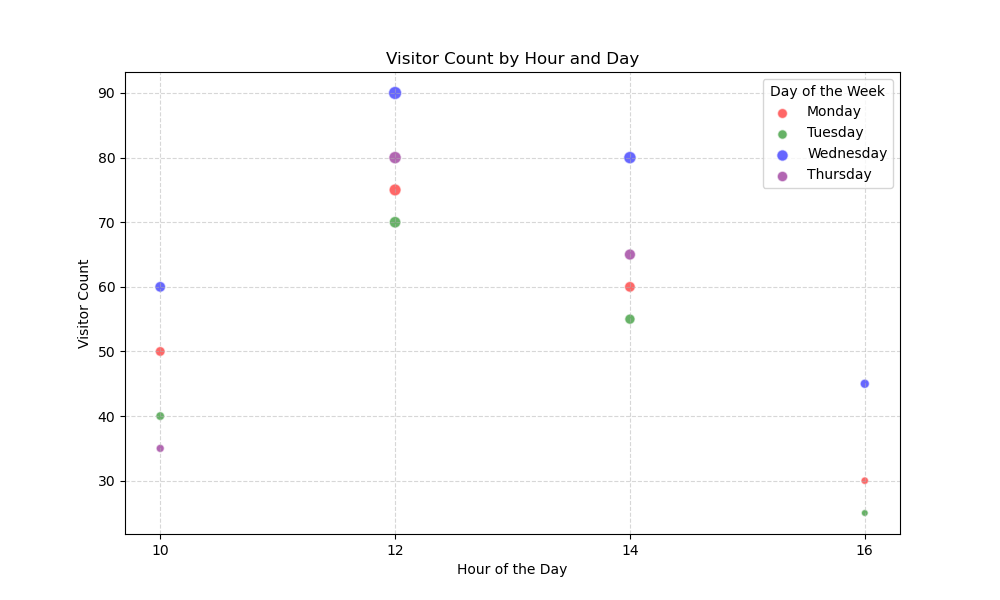 Visitor Count by Hour and Day
Day of the Week
Monday
Tuesday
Wednesday
Thursday
Visitor Count
90
80
70
60
50
40
30
10
12
14
16
Hour of the Day